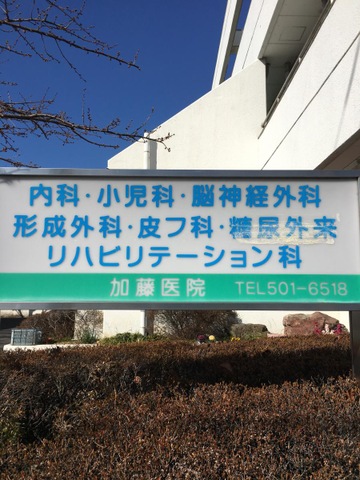 内科・小児科・脳神経外科
形成外科・皮フ科・糖尿外来
リハビリテーション科
加藤医院 TEL501-6518